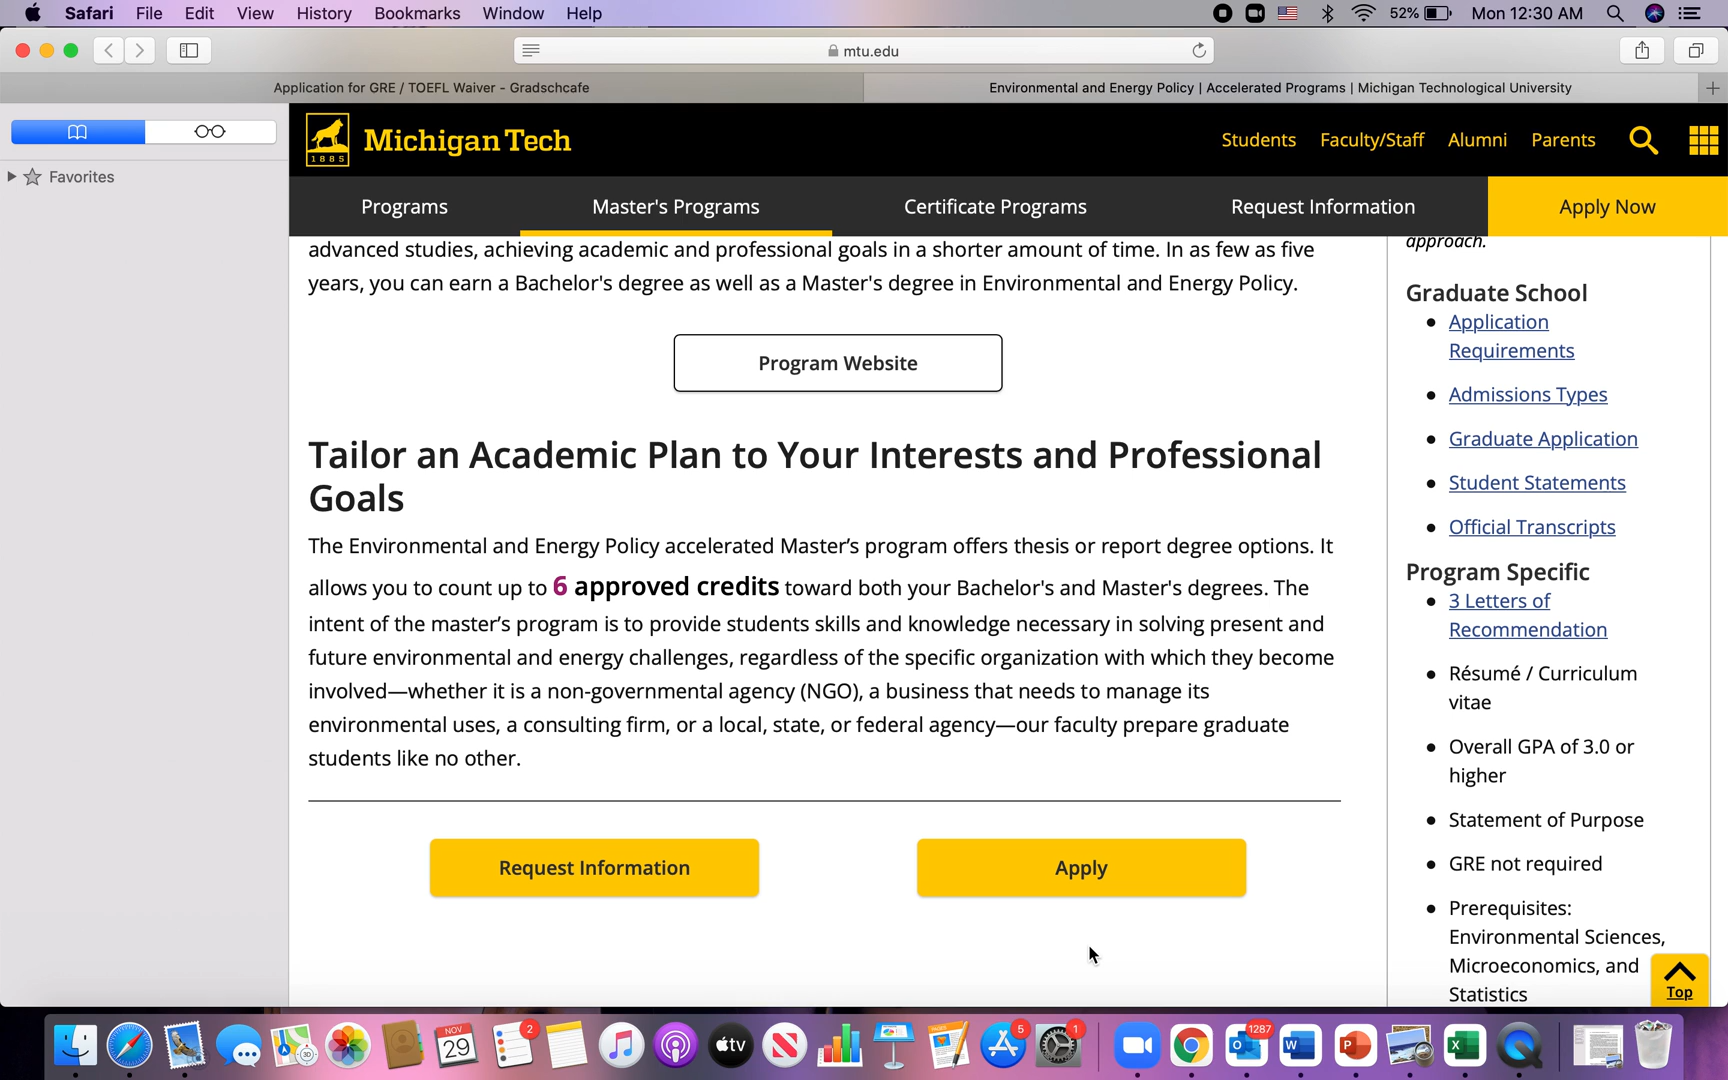 Safari File Edit View History Bookmarks Window Help 52% Mon 12:30 AM
mtu.edu
Application for GRE / TOEFL Waiver - Gradschcafe
Environmental and Energy Policy | Accelerated Programs | Michigan Technological University
Favorites
1885
Michigan Tech
Students Faculty/Staff Alumni Parents
Programs Master's Programs Certificate Programs Request Information Apply Now
advanced studies, achieving academic and professional goals in a shorter amount of time. In as few as five
years, you can earn a Bachelor's degree as well as a Master's degree in Environmental and Energy Policy.
Program Website
Tailor an Academic Plan to Your Interests and Professional
Goals
The Environmental and Energy Policy accelerated Master’s program offers thesis or report degree options. It
allows you to count up to 6 approved credits toward both your Bachelor's and Master's degrees. The
intent of the master’s program is to provide students skills and knowledge necessary in solving present and
future environmental and energy challenges, regardless of the specific organization with which they become
involved—whether it is a non-governmental agency (NGO), a business that needs to manage its
environmental uses, a consulting firm, or a local, state, or federal agency—our faculty prepare graduate
students like no other.
Request Information
Apply
approach.
Graduate School
Application
Requirements
Admissions Types
Graduate Application
Student Statements
Official Transcripts
Program Specific
3 Letters of
Recommendation
Résumé / Curriculum
vitae
Overall GPA of 3.0 or
higher
Statement of Purpose
GRE not required
Prerequisites:
Environmental Sciences,
Microeconomics, and
Statistics
Top
NOV
29
2
tv
PAGES
5
1
1287
W
P
X